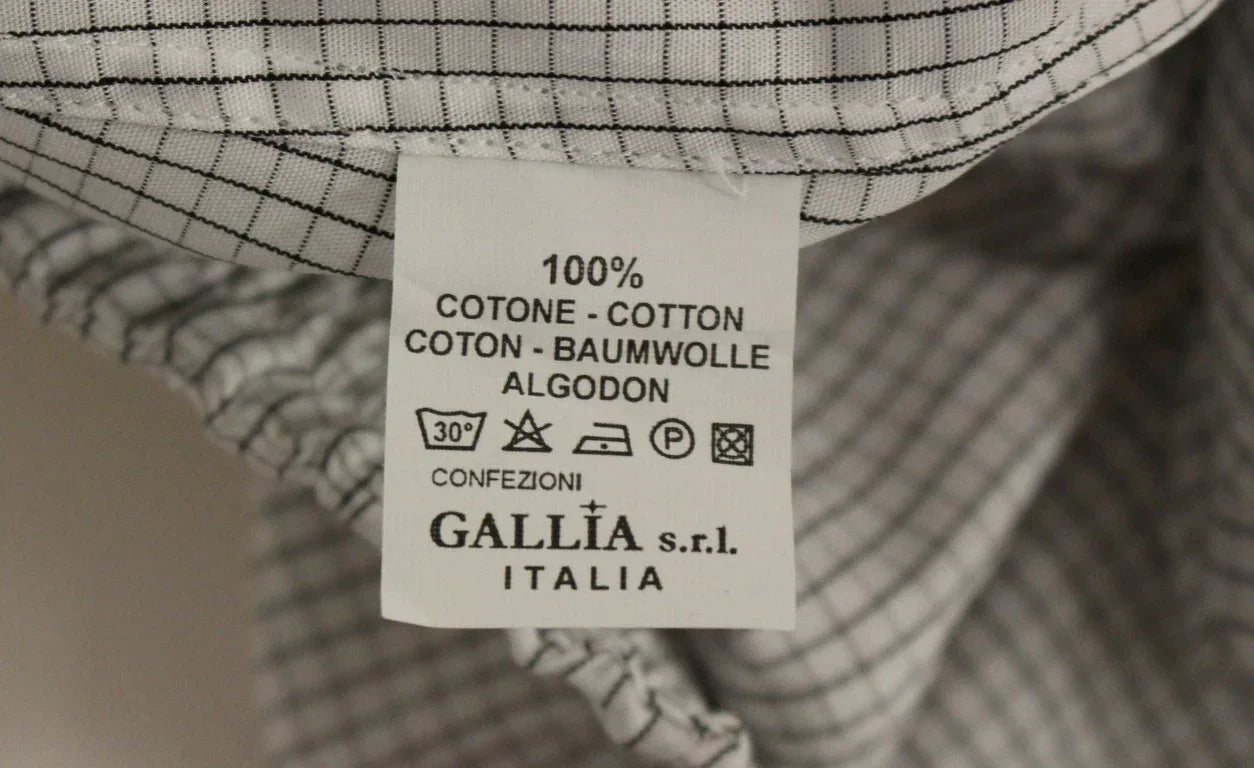 100%
COTONE - COTTON
COTON - BAUMWOLLE
ALGODON
30° P
CONFEZIONI
GALLIA s.r.l.
ITALIA